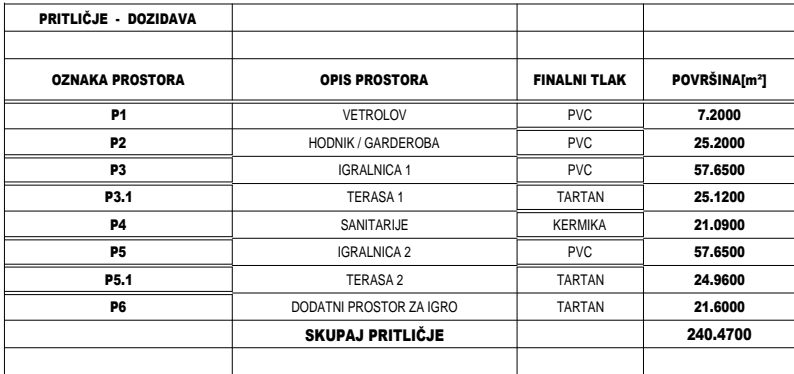 PRITLIČJE - DOZIDAVA
OZNAKA PROSTORA OPIS PROSTORA FINALNI TLAK POVRŠINA[m²]
P1 VETROLOV PVC 7.2000
P2 HODNIK / GARDEROBA PVC 25.2000
P3 IGRALNICA 1 PVC 57.6500
P3.1 TERASA 1 TARTAN 25.1200
P4 SANITARIJE KERMIKA 21.0900
P5 IGRALNICA 2 PVC 57.6500
P5.1 TERASA 2 TARTAN 24.9600
P6 DODATNI PROSTOR ZA IGRO TARTAN 21.6000
SKUPAJ PRITLIČJE 240.4700